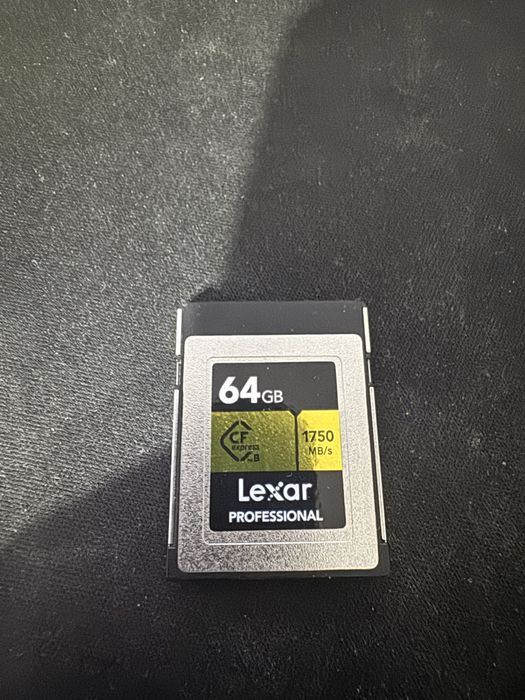 64GB
CF
express
B
1750
MB/s
Lexar
PROFESSIONAL